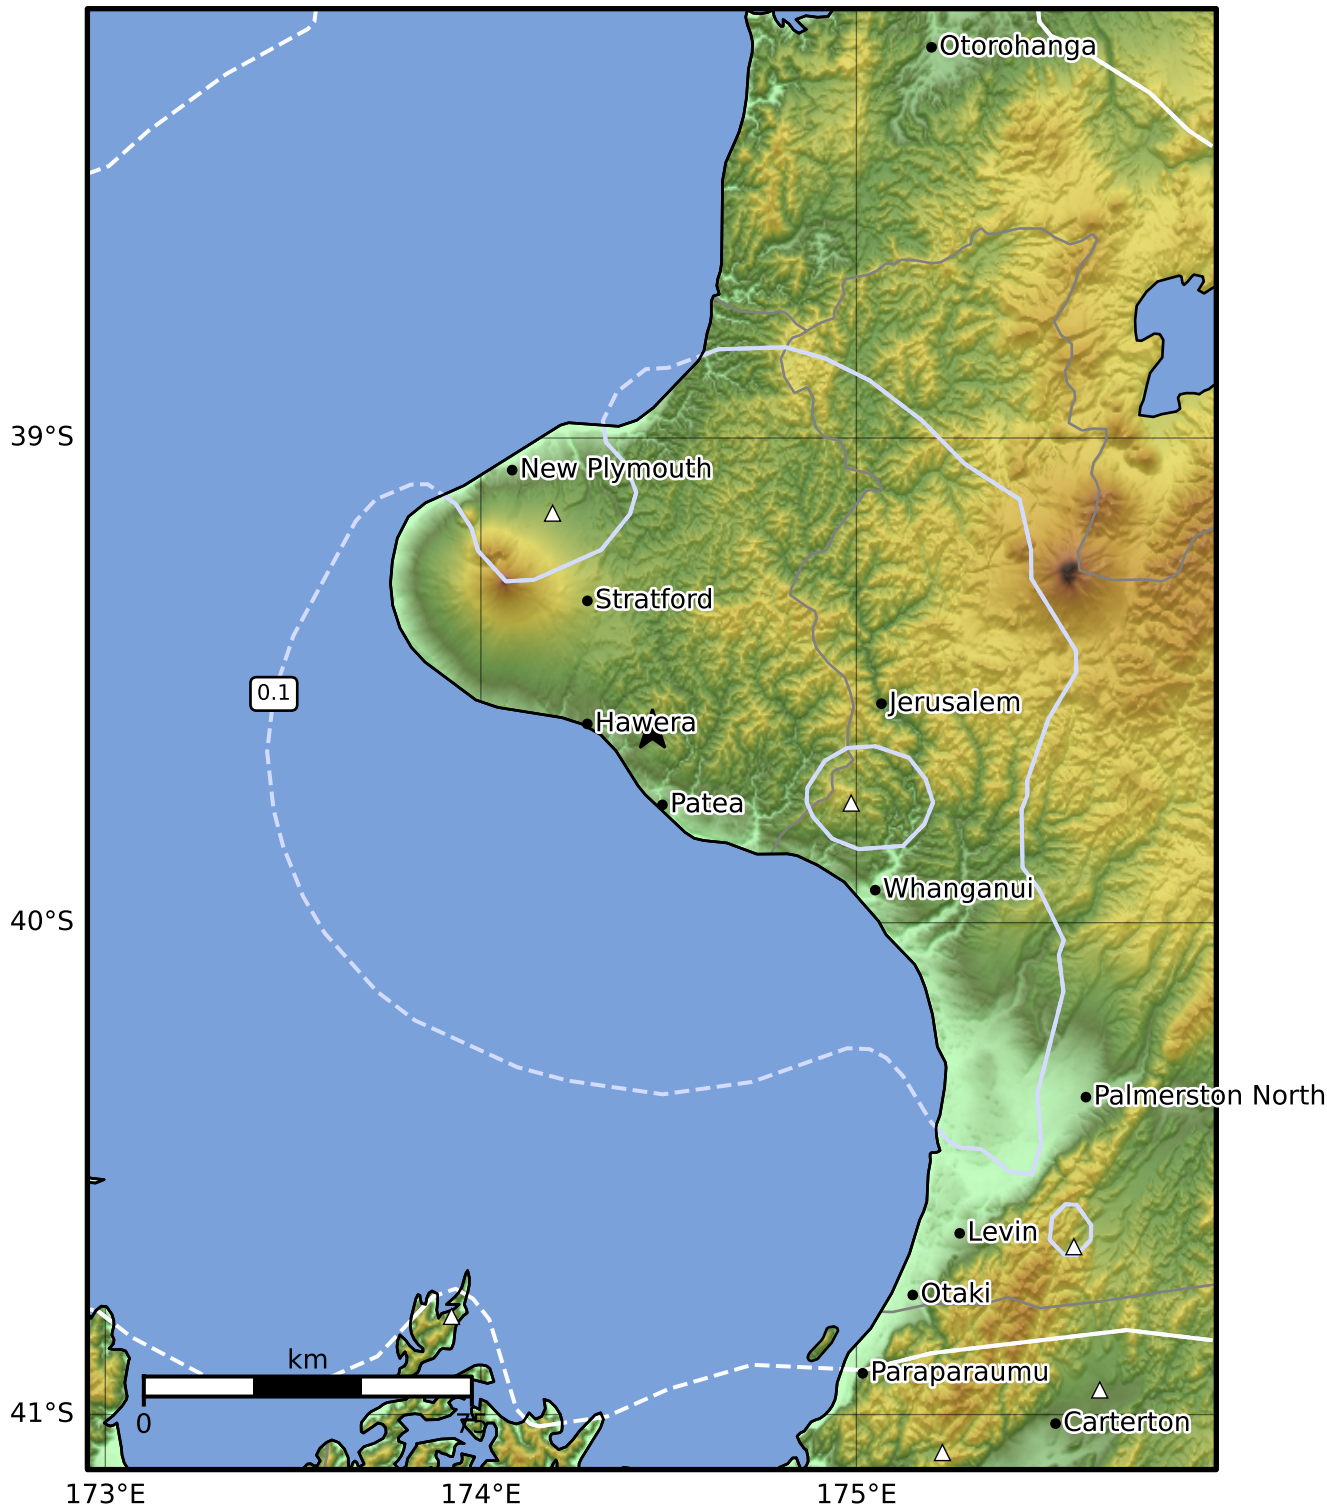 Otorohanga
39°S
New Plymouth
Stratford
0.1
Jerusalem
Hawera
Patea
Whanganui
40°S
Palmerston North
Levin
Otaki
km
Paraparaumu
0
41°S
Carterton
173°E
174°E
175°E